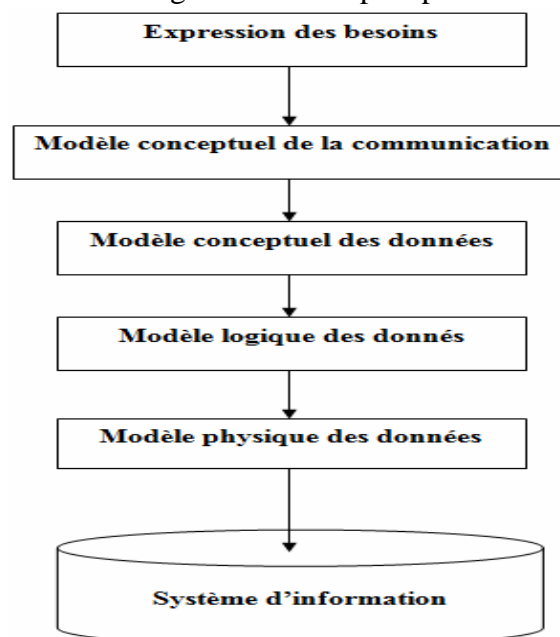 Expression des besoins
Modèle conceptuel de la communication
Modèle conceptuel des données
Modèle logique des donnés
Modèle physique des données
Système d'information